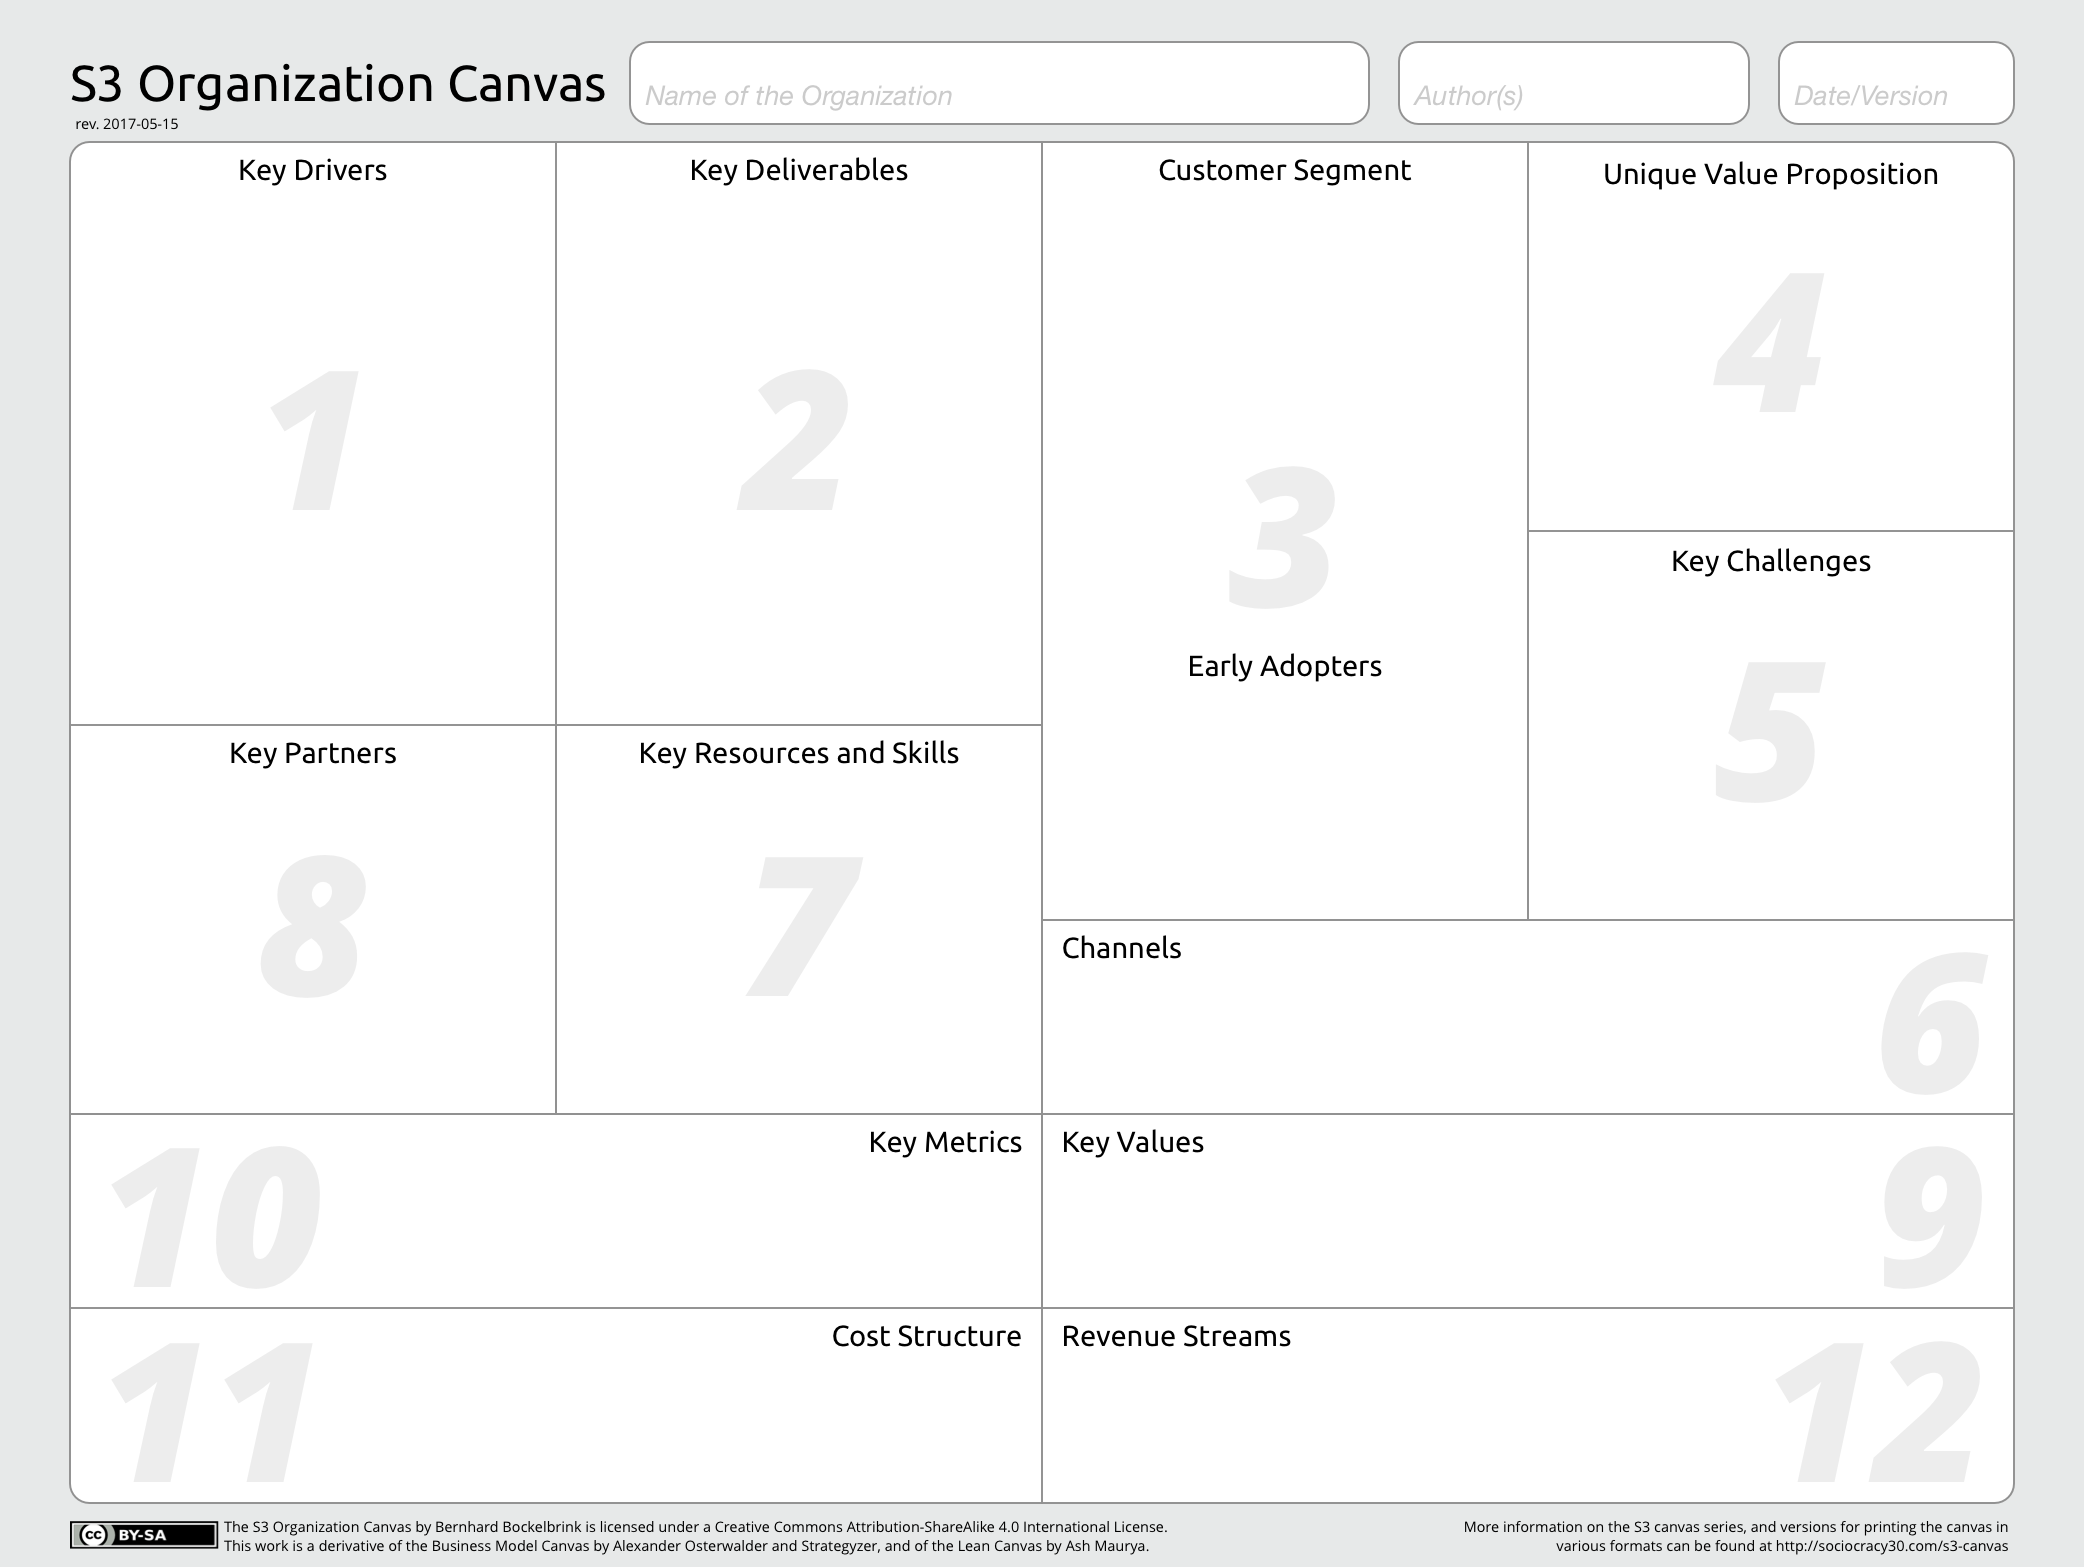 S3 Organization Canvas
rev. 2017-05-15
Name of the Organization
Author(s)
Date/Version
Key Drivers
1
Key Deliverables
2
Customer Segment
3
Early Adopters
Unique Value Proposition
4
Key Challenges
5
Key Partners
8
Key Resources and Skills
7
Channels
6
Key Metrics
10
Key Values
9
Cost Structure
11
Revenue Streams
12
cc BY-SA
The S3 Organization Canvas by Bernhard Bockelbrink is licensed under a Creative Commons Attribution-ShareAlike 4.0 International License.
This work is a derivative of the Business Model Canvas by Alexander Osterwalder and Strategyzer, and of the Lean Canvas by Ash Maurya.
More information on the S3 canvas series, and versions for printing the canvas in
various formats can be found at http://sociocracy30.com/s3-canvas